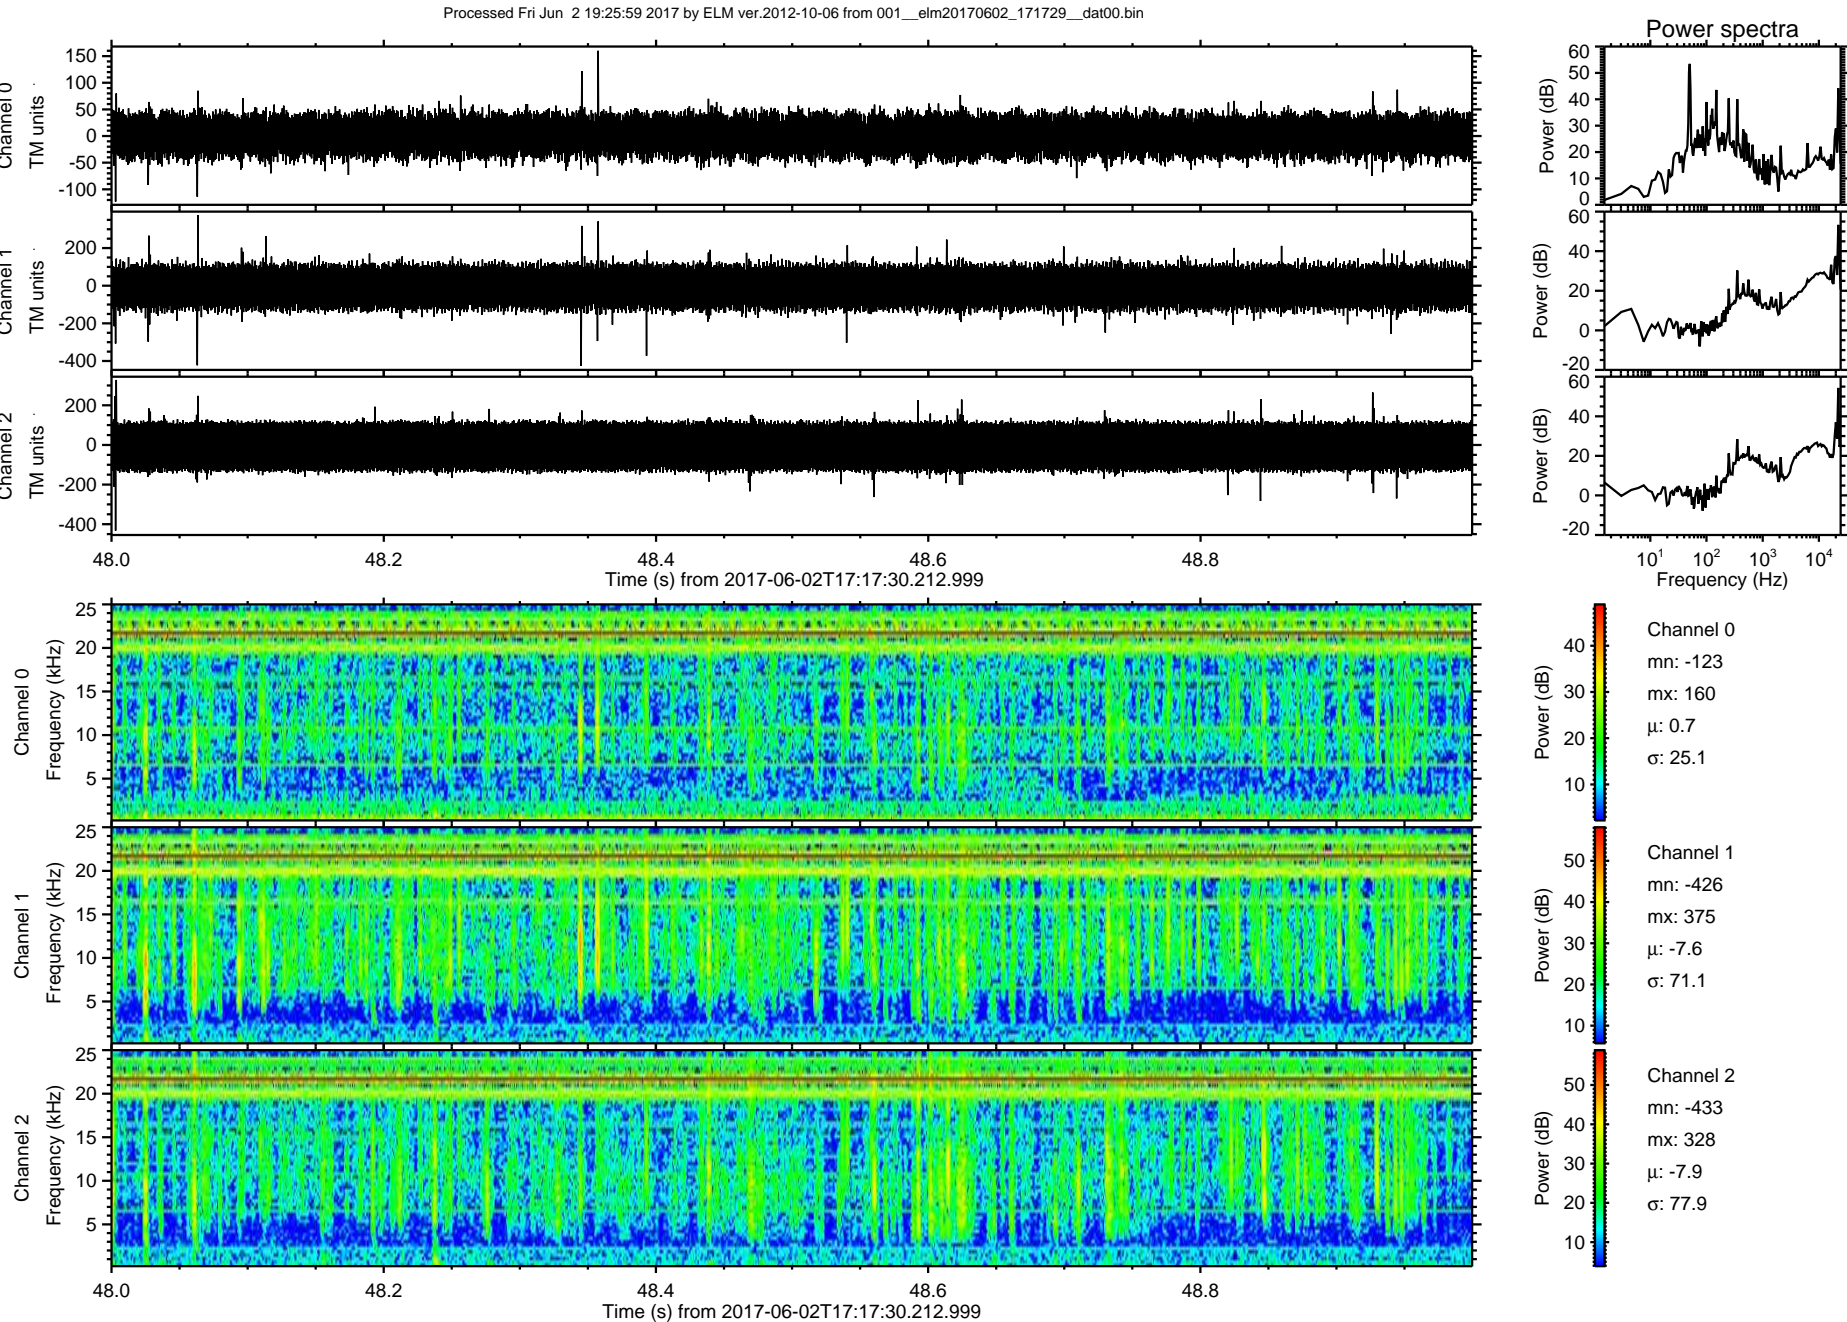 Processed Fri Jun  2 19:25:59 2017 by ELM ver.2012-10-06 from 001__elm20170602_171729__dat00.bin
Power spectra
Channel 0
TM units
150
100
50
0
-50
-100
Power (dB)
60
50
40
30
20
10
0
Channel 1
TM units
200
0
-200
-400
Power (dB)
60
40
20
0
-20
Channel 2
TM units
200
0
-200
-400
Power (dB)
60
40
20
0
-20
48.0 48.2 48.4 48.6 48.8
Time (s) from 2017-06-02T17:17:30.212.999
10^1 10^2 10^3 10^4
Frequency (Hz)
Channel 0
Frequency (kHz)
25
20
15
10
5
Power (dB)
40
30
20
10
Channel 0
mn: -123
mx: 160
μ: 0.7
σ: 25.1
Channel 1
Frequency (kHz)
25
20
15
10
5
Power (dB)
50
40
30
20
10
Channel 1
mn: -426
mx: 375
μ: -7.6
σ: 71.1
Channel 2
Frequency (kHz)
25
20
15
10
5
Power (dB)
50
40
30
20
10
Channel 2
mn: -433
mx: 328
μ: -7.9
σ: 77.9
48.0 48.2 48.4 48.6 48.8
Time (s) from 2017-06-02T17:17:30.212.999